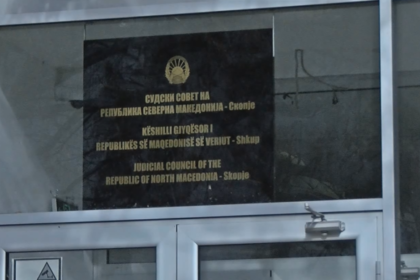 СУДСКИ СОВЕТ НА
РЕПУБЛИКА СЕВЕРНА МАКЕДОНИЈА - Скопје
KËSHILLI GJYQËSOR I
REPUBLIKËS SË MAQEDONISË SË VERIUT - Shkup
JUDICIAL COUNCIL OF THE
REPUBLIC OF NORTH MACEDONIA - Skopje